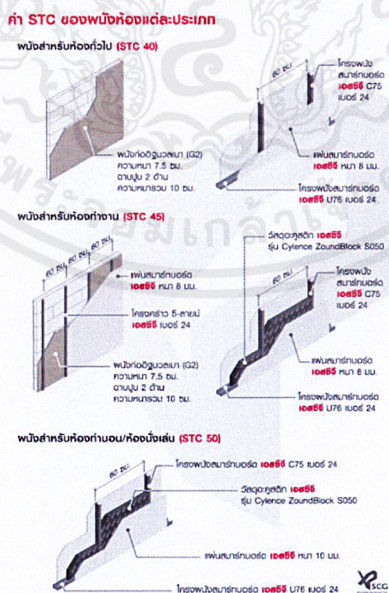 ค่า STC ของผนังห้องแต่ละประเภท
ผนังสำหรับห้องทั่วไป (STC 40)
ผนังก่ออิฐมวลเบา (G2)
ความหนา 7.5 ซม.
ฉาบปูน 2 ด้าน
ความหนารวม 10 ซม.
60 ซม.
โครงผนัง
สมาร์ทบอร์ด
เอสซีจี C75
เบอร์ 24
แผ่นสมาร์ทบอร์ด
เอสซีจี หนา 8 มม.
โครงผนังสมาร์ทบอร์ด
เอสซีจี U76 เบอร์ 24
ผนังสำหรับห้องทำงาน (STC 45)
60 ซม.
60 ซม.
60 ซม.
แผ่นสมาร์ทบอร์ด
เอสซีจี หนา 8 มม.
โครงคร่าว ซี-ลายน์
เอสซีจี เบอร์ 24
ผนังก่ออิฐมวลเบา (G2)
ความหนา 7.5 ซม.
ฉาบปูน 2 ด้าน
ความหนารวม 10 ซม.
วัสดุอะคูสติก เอสซีจี
รุ่น Cylence ZoundBlock S050
60 ซม.
โครงผนัง
สมาร์ทบอร์ด
เอสซีจี C75
เบอร์ 24
แผ่นสมาร์ทบอร์ด
เอสซีจี หนา 8 มม.
โครงผนังสมาร์ทบอร์ด
เอสซีจี U76 เบอร์ 24
ผนังสำหรับห้องทำนอน/ห้องนั่งเล่น (STC 50)
60 ซม.
โครงผนังสมาร์ทบอร์ด เอสซีจี C75 เบอร์ 24
วัสดุอะคูสติก เอสซีจี
รุ่น Cylence ZoundBlock S050
แผ่นสมาร์ทบอร์ด เอสซีจี หนา 10 มม.
โครงผนังสมาร์ทบอร์ด เอสซีจี U76 เบอร์ 24
SCG